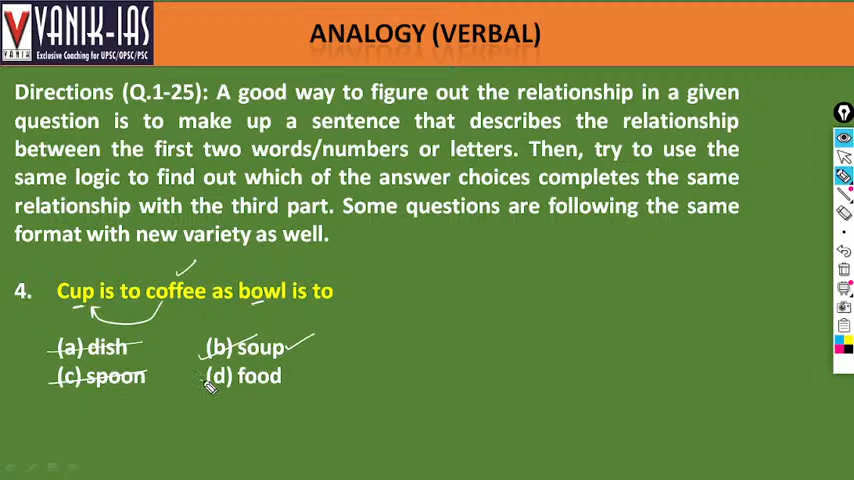 VANIK-IAS
VANIK
Exclusive Coaching for UPSC/OPSC/PSC
ANALOGY (VERBAL)
Directions (Q.1-25): A good way to figure out the relationship in a given
question is to make up a sentence that describes the relationship
between the first two words/numbers or letters. Then, try to use the
same logic to find out which of the answer choices completes the same
relationship with the third part. Some questions are following the same
format with new variety as well.
4. Cup is to coffee as bowl is to
(a) dish (b) soup
(c) spoon (d) food